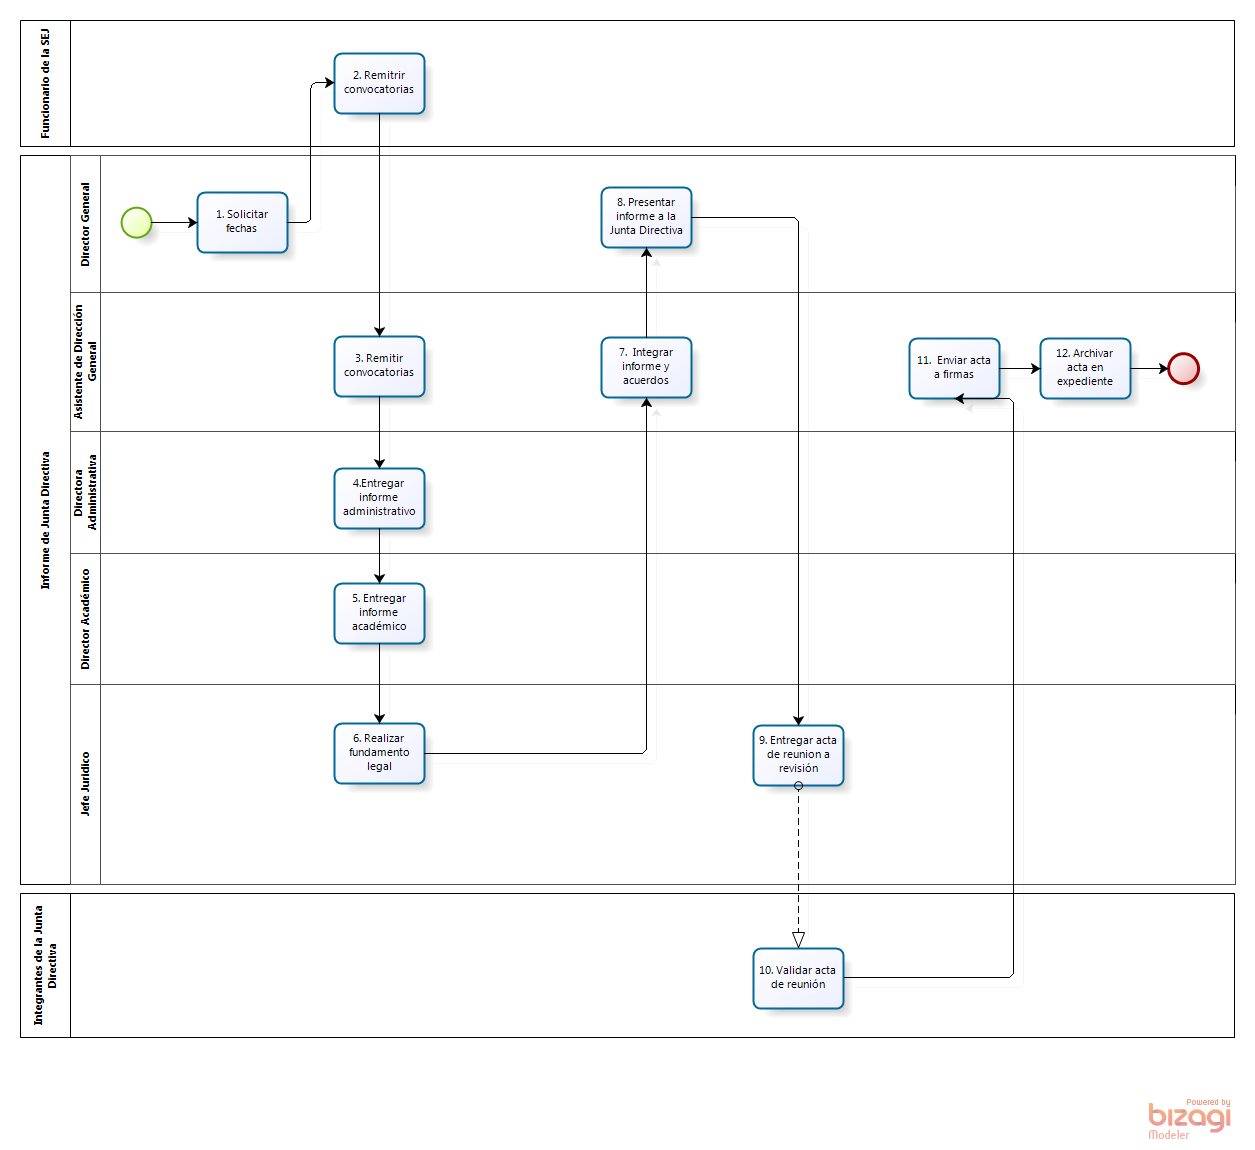 Funcionario de la SEJ
2. Remitrir
convocatorias
Informe de Junta Directiva
Director General
1. Solicitar
fechas
8. Presentar
informe a la
Junta Directiva
Asistente de Dirección
General
3. Remitir
convocatorias
7. Integrar
informe y
acuerdos
11. Enviar acta
a firmas
12. Archivar
acta en
expediente
Directora
Administrativa
4.Entregar
informe
administrativo
Director Académico
5. Entregar
informe
académico
Jefe Jurídico
6. Realizar
fundamento
legal
9. Entregar acta
de reunion a
revisión
Integrantes de la Junta
Directiva
10. Validar acta
de reunión
Powered by
bizagi
Modeler